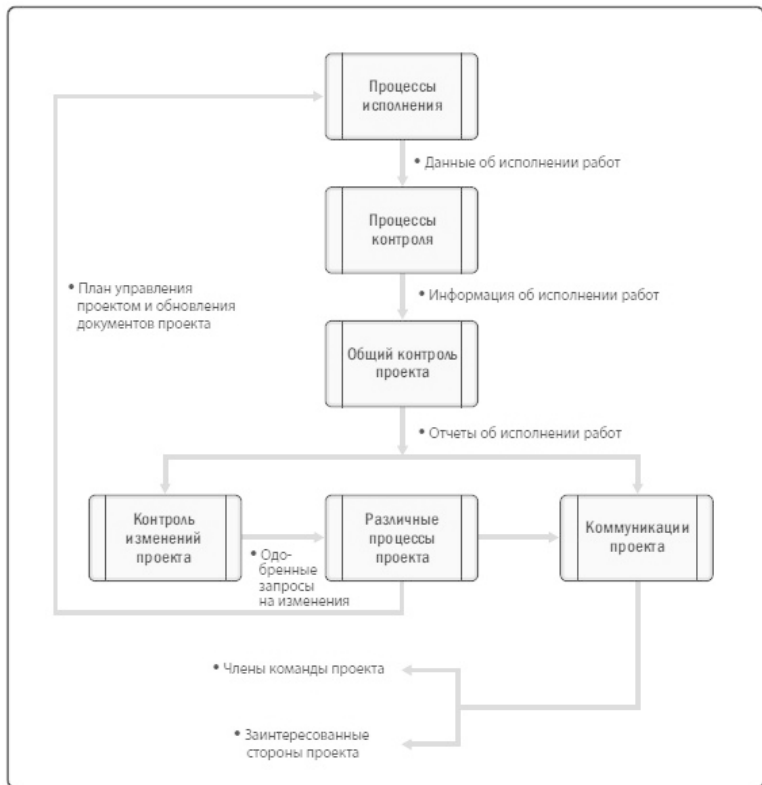 Процессы
исполнения
• Данные об исполнении работ
Процессы
контроля
• План управления
проектом и обновления
документов проекта
• Информация об исполнении работ
Общий контроль
проекта
• Отчеты об исполнении работ
Контроль
изменений
проекта
• Одо-
бренные
запросы
на изменения
Различные
процессы
проекта
Коммуникации
проекта
• Члены команды проекта
• Заинтересованные
стороны проекта